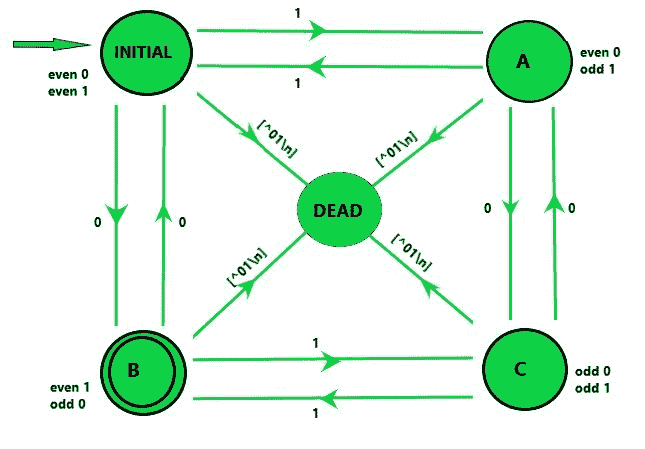 1
INITIAL
A
even 0
odd 1
even 0
even 1
1
[^01\n]
[^01\n]
DEAD
0
0
0
0
[^01\n]
[^01\n]
1
B
C
odd 0
odd 1
even 1
odd 0
1